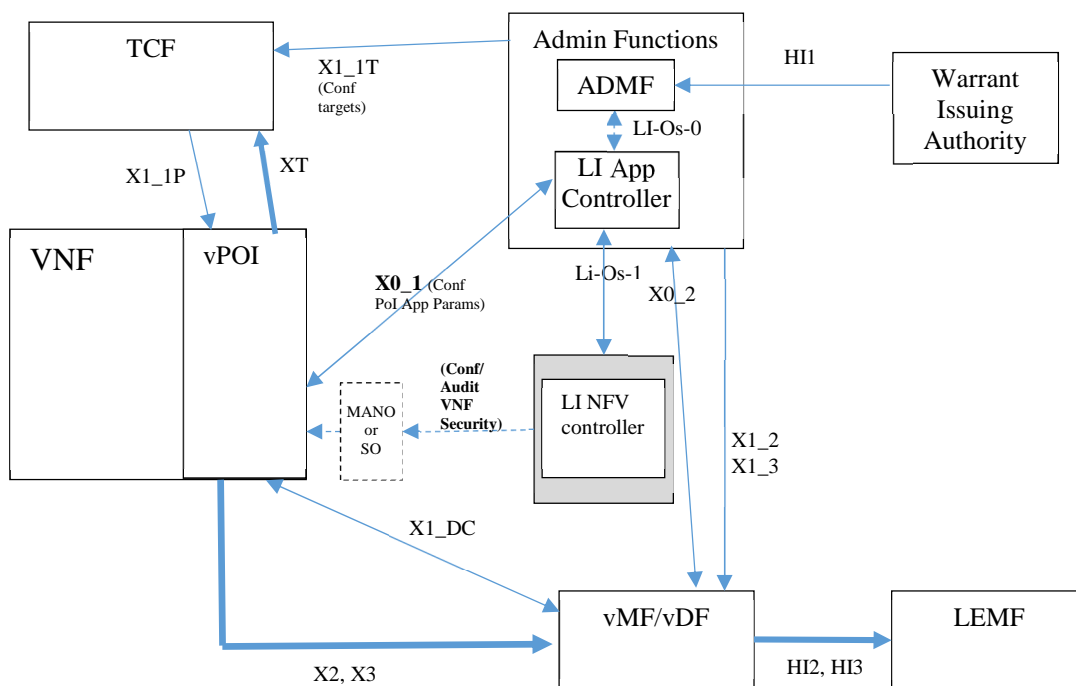 TCF
Admin Functions
HI1
X1_1T
(Conf
targets)
ADMF
Warrant
Issuing
Authority
LI-Os-0
X1_1P
XT
LI App
Controller
VNF
vPOI
Li-Os-1
X0_1 (Conf
PoI App Params)
X0_2
(Conf/
Audit
VNF
Security)
MANO
or
SO
LI NFV
controller
X1_2
X1_3
X1_DC
vMF/vDF
LEMF
X2, X3
HI2, HI3